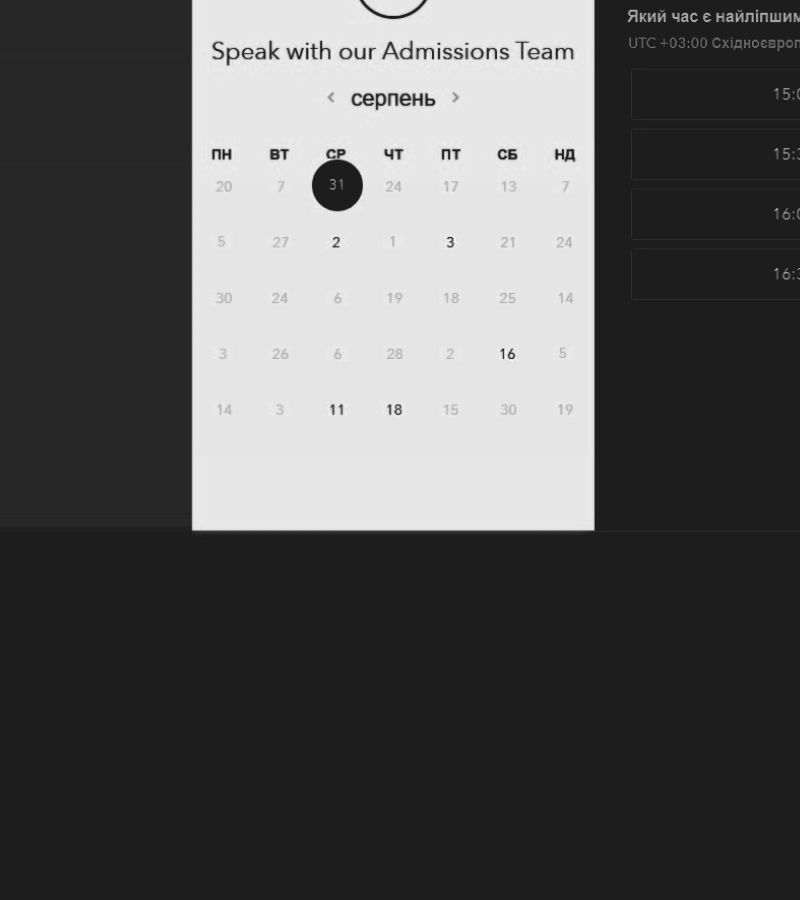 Speak with our Admissions Team
серпень
ПН ВТ СР ЧТ ПТ СБ НД
20 7 31 24 17 13 7
5 27 2 1 3 21 24
30 24 6 19 18 25 14
3 26 6 28 2 16 5
14 3 11 18 15 30 19
Який час є найліпшим
UTC +03:00
15:0
15:3
16:0
16:3